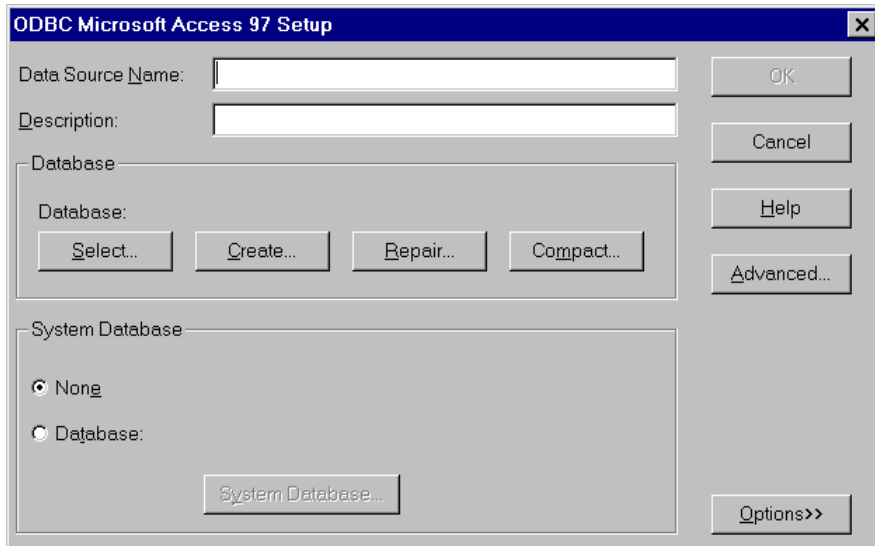 ODBC Microsoft Access 97 Setup
Data Source Name:
OK
Description:
Cancel
Database
Database:
Help
Select...
Create...
Repair...
Compact...
Advanced...
System Database
None
Database:
System Database...
Options>>